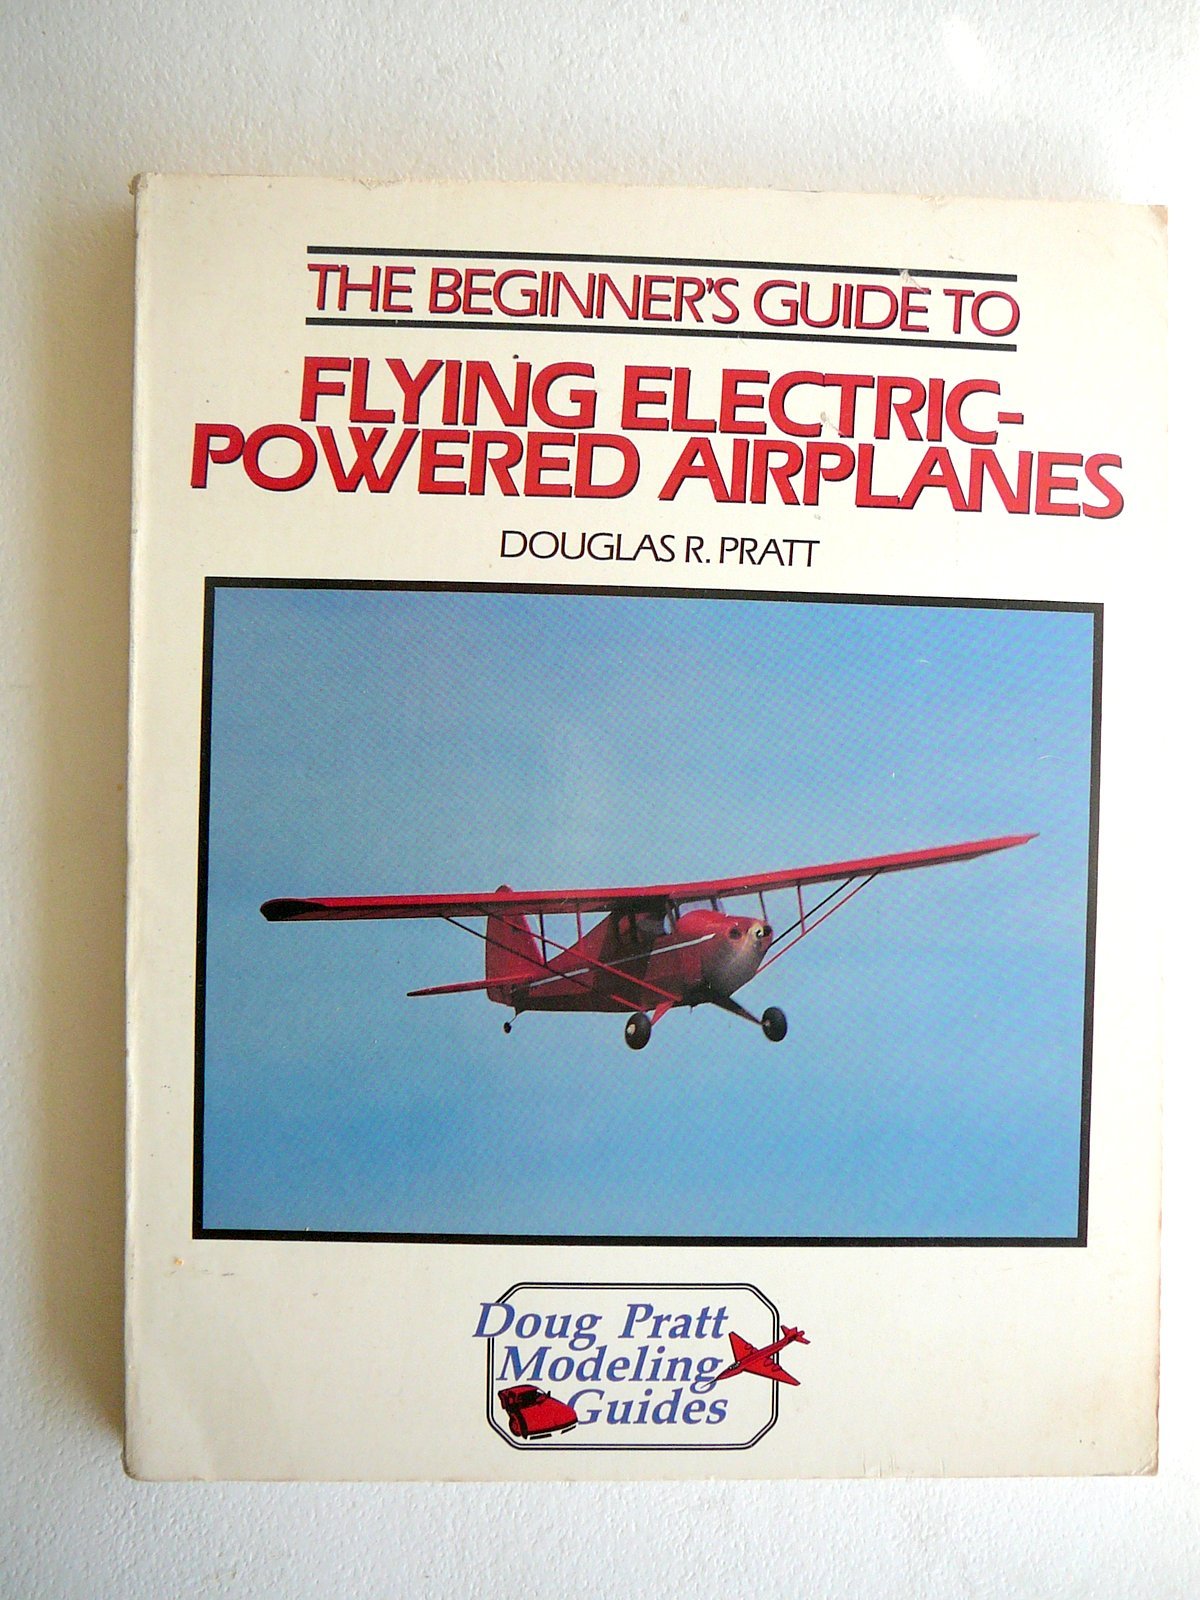 THE BEGINNER'S GUIDE TO
FLYING ELECTRIC-
POWERED AIRPLANES
DOUGLAS R. PRATT
Doug Pratt
Modeling
Guides